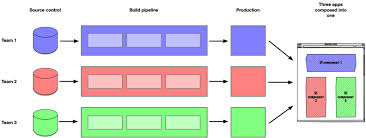 Source control
Build pipeline
Production
Three apps
composed into
one
Team 1
Team 2
Team 3